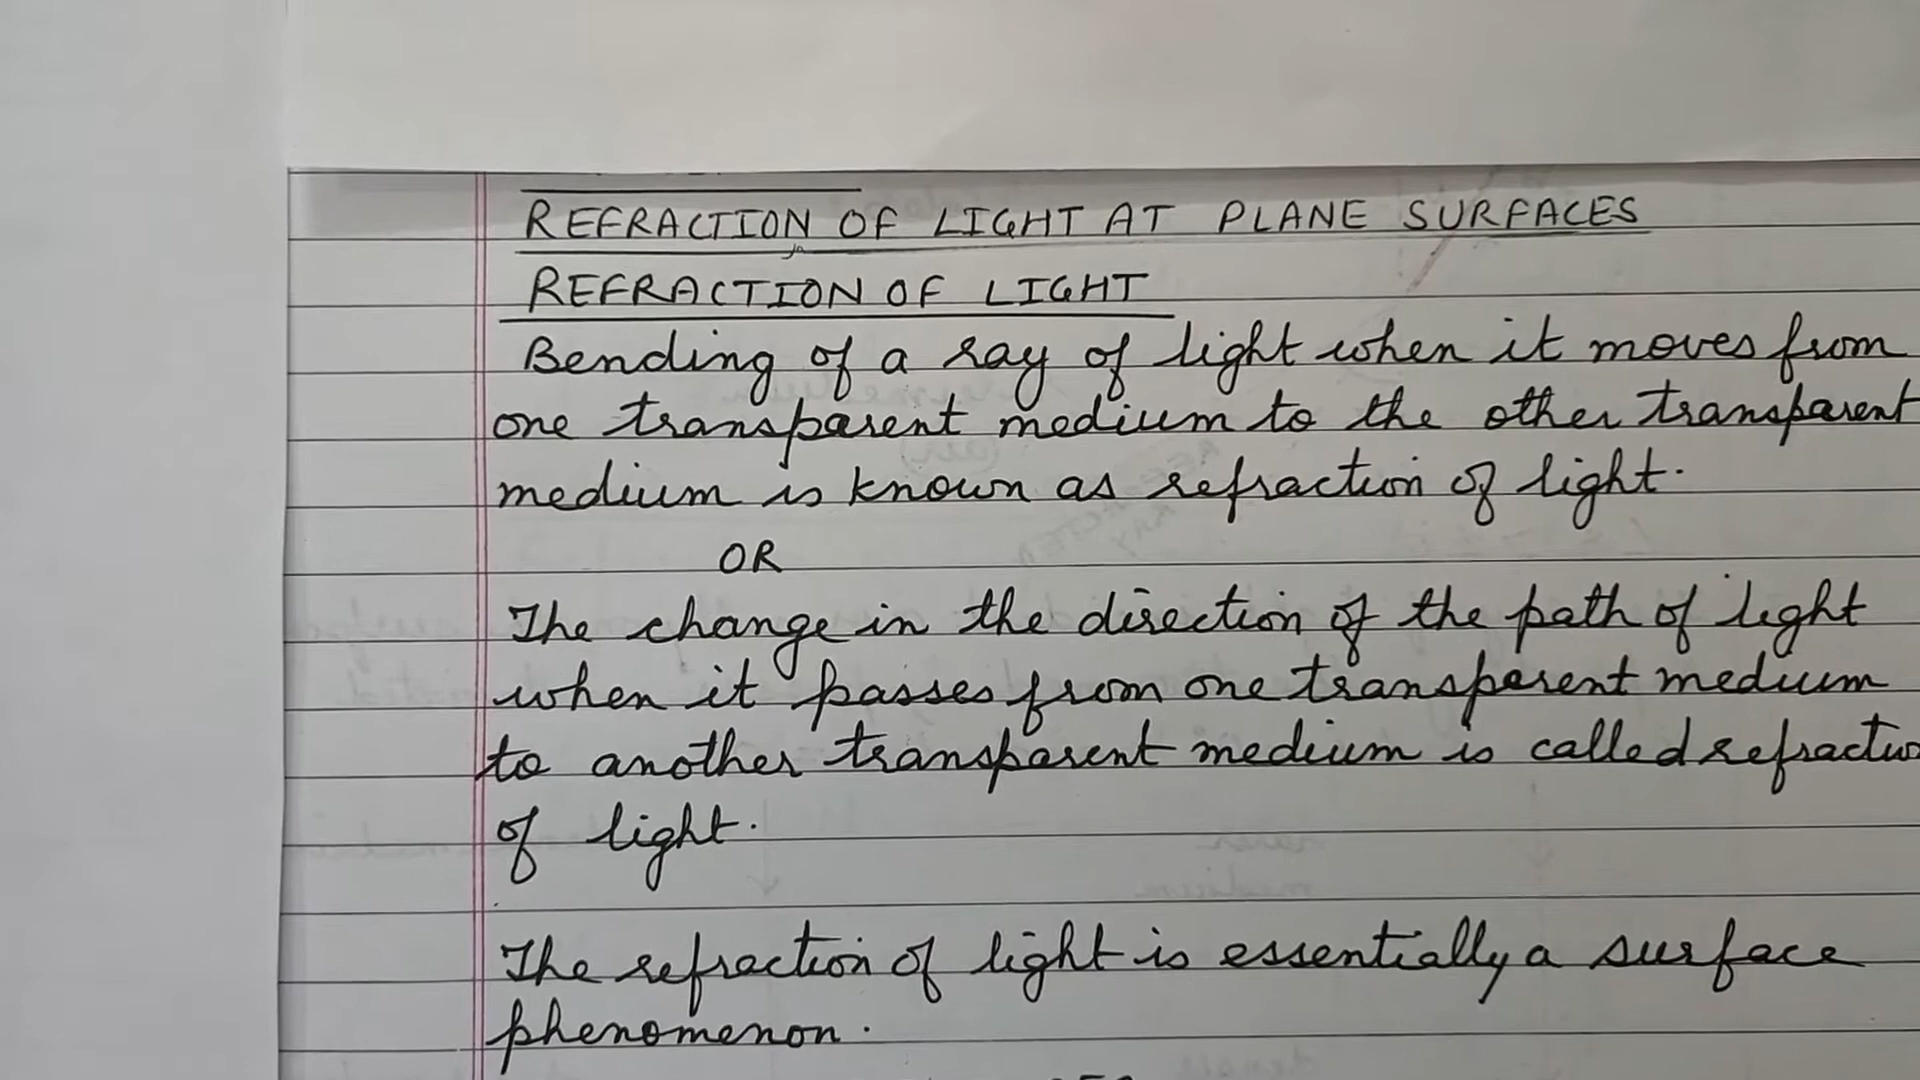 REFRACTION OF LIGHT AT PLANE SURFACES
REFRACTION OF LIGHT
Bending of a ray of light when it moves from
one transparent medium to the other transparent
medium is known as refraction of light.
OR
The change in the direction of the path of light
when it passes from one transparent medium
to another transparent medium is called refractio
of light.
The refraction of light is essentially a surface
phenomenon.